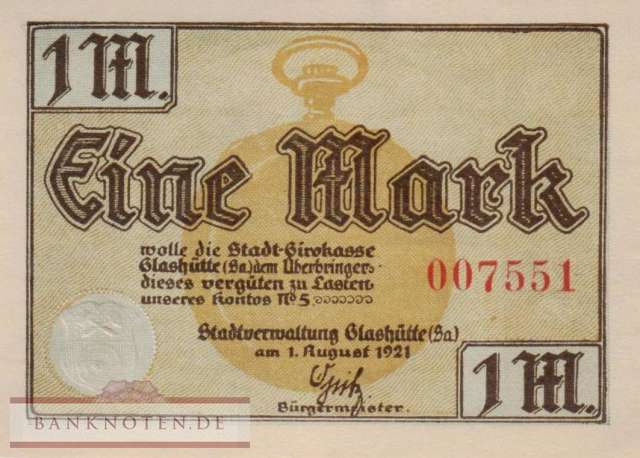 1 M.
Eine Mark
wolle die Stadt-Girokasse
Glashütte (Sa.) dem Überbringer
dieses vergüten zu Lasten
unseres Kontos No 5
007551
Stadtverwaltung Glashütte (Sa)
am 1. August 1921
Bürgermeister.
1 M.
BANKNOTEN.DE